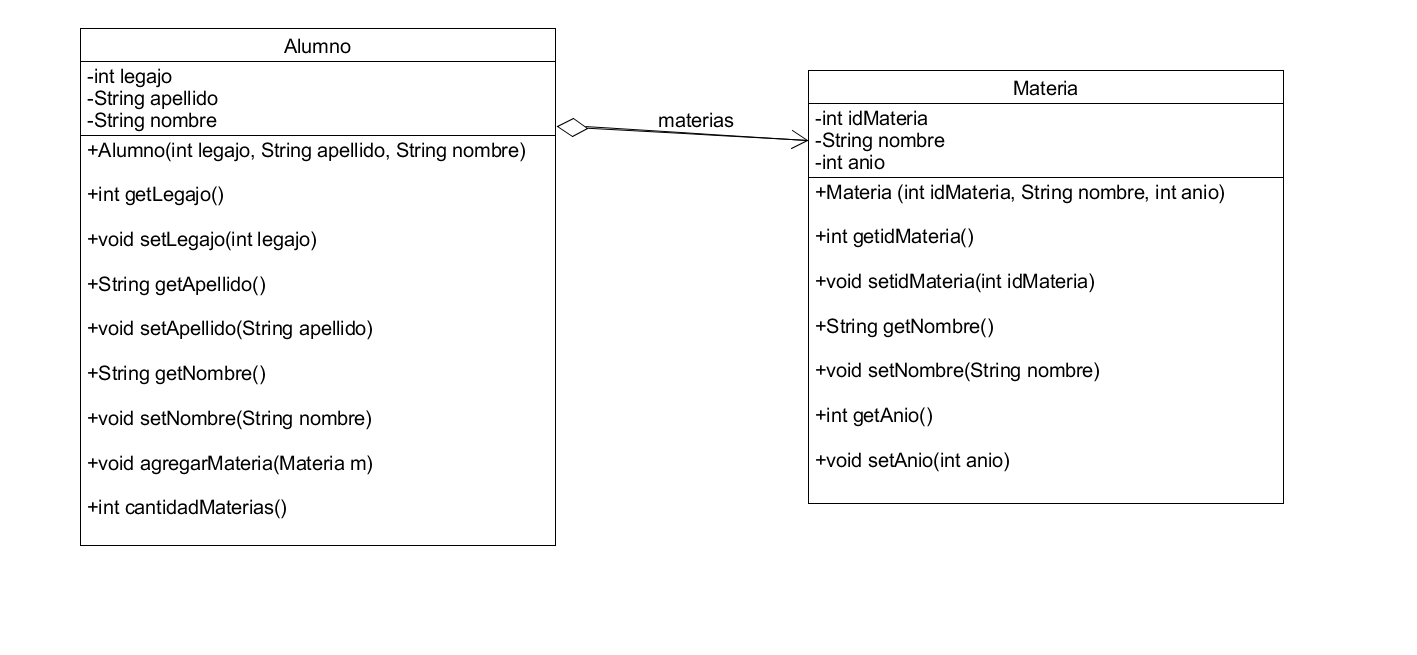 Alumno
-int legajo
-String apellido
-String nombre
+Alumno(int legajo, String apellido, String nombre)
+int getLegajo()
+void setLegajo(int legajo)
+String getApellido()
+void setApellido(String apellido)
+String getNombre()
+void setNombre(String nombre)
+void agregarMateria(Materia m)
+int cantidadMaterias()
materias
Materia
-int idMateria
-String nombre
-int anio
+Materia (int idMateria, String nombre, int anio)
+int getidMateria()
+void setidMateria(int idMateria)
+String getNombre()
+void setNombre(String nombre)
+int getAnio()
+void setAnio(int anio)